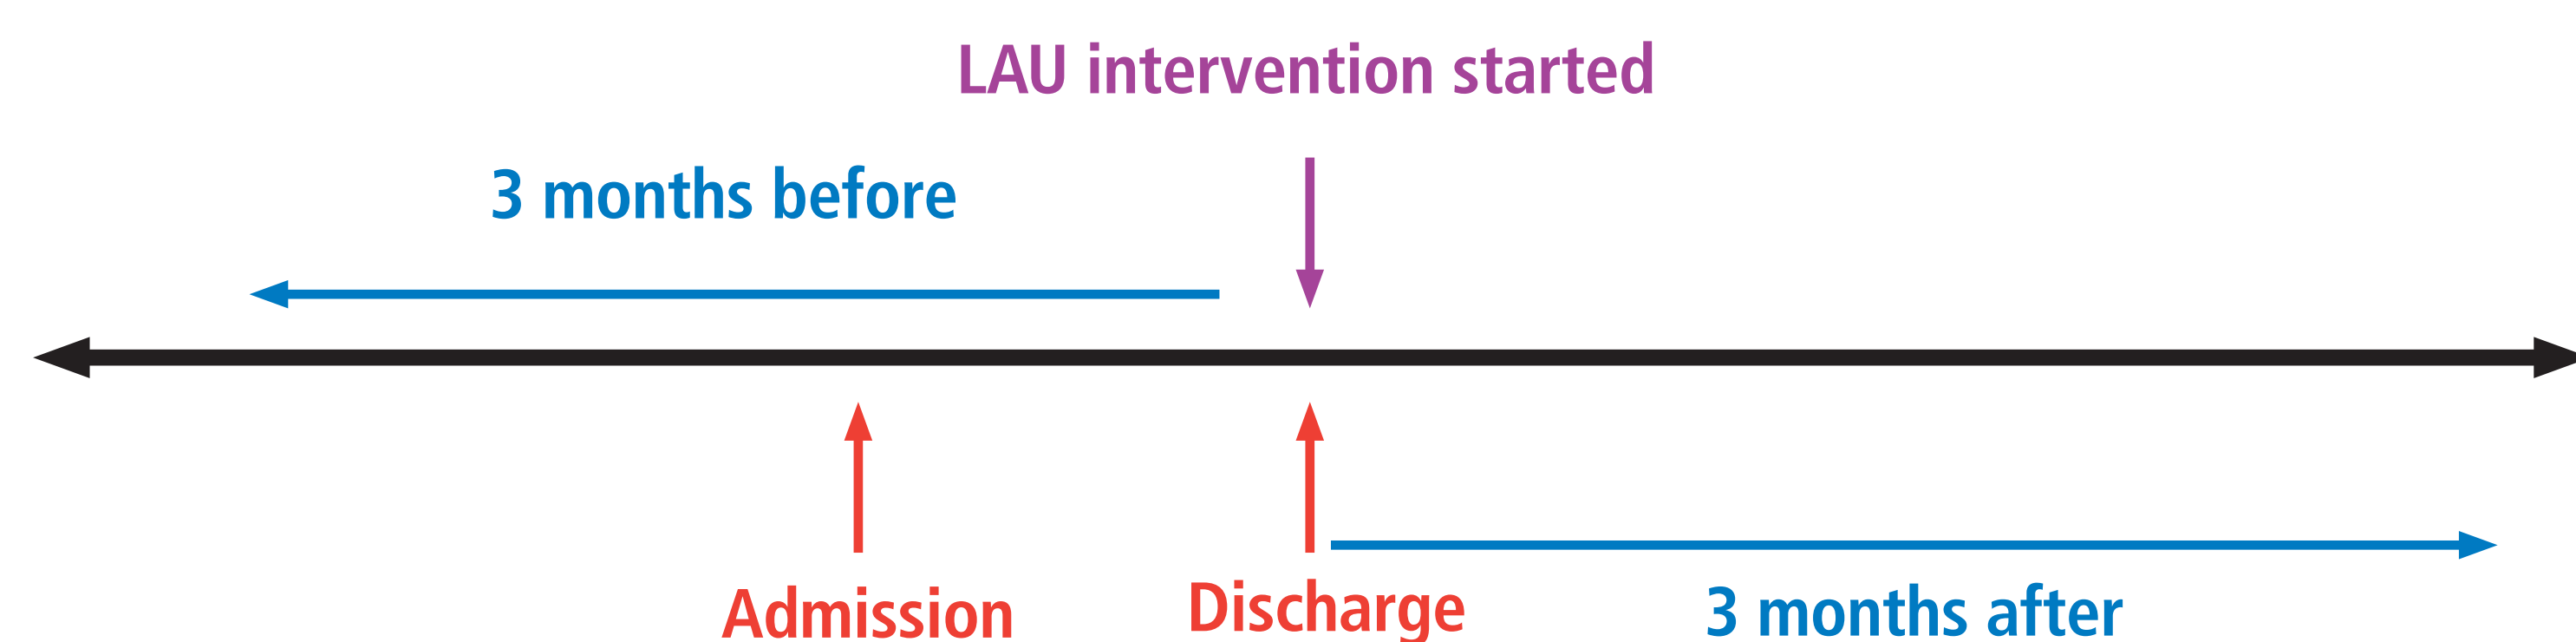 LAU intervention started
3 months before
Admission
Discharge
3 months after